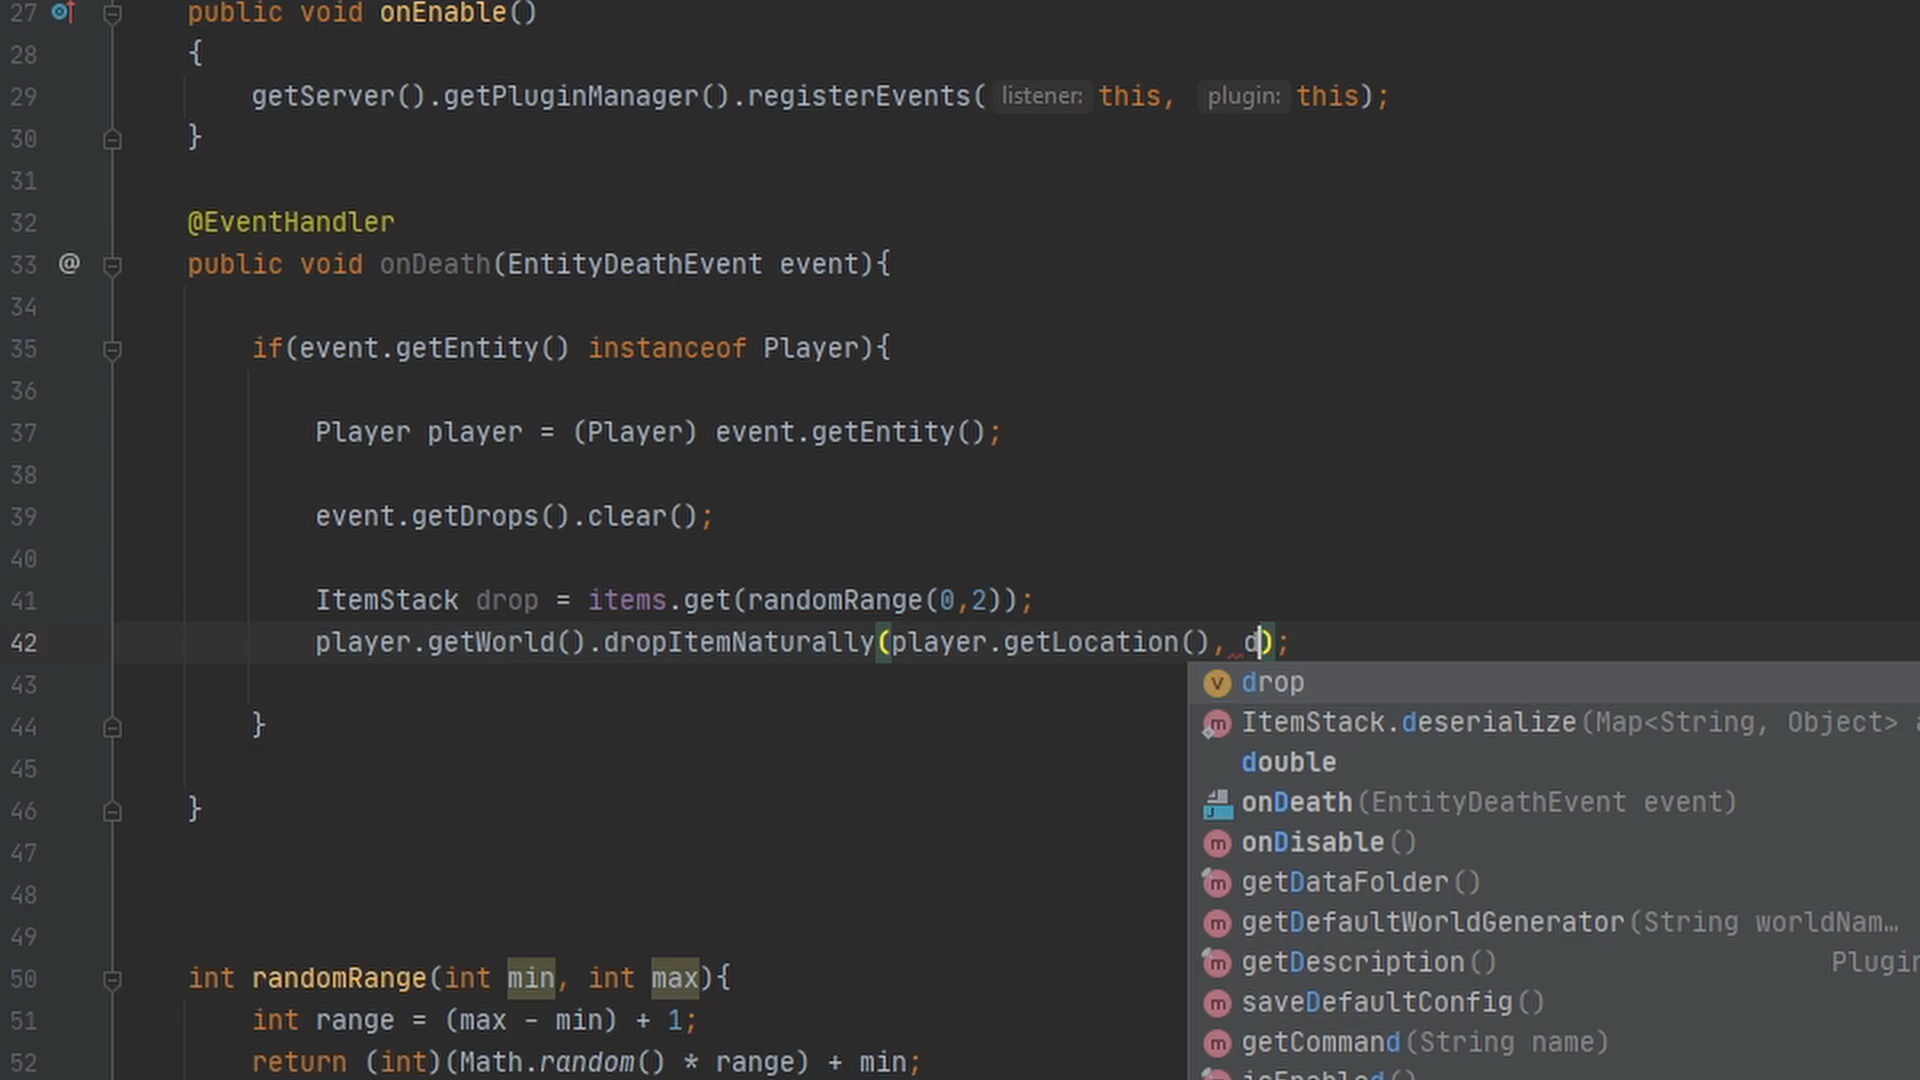 27 public void onEnable()
28 {
29 getServer().getPluginManager().registerEvents( listener: this, plugin: this);
30 }
31
32 @EventHandler
33 @ public void onDeath(EntityDeathEvent event){
34
35 if(event.getEntity() instanceof Player){
36
37 Player player = (Player) event.getEntity();
38
39 event.getDrops().clear();
40
41 ItemStack drop = items.get(randomRange(0,2));
42 player.getWorld().dropItemNaturally(player.getLocation(), d);
43
44 }
45
46 }
47
48
49
50 int randomRange(int min, int max){
51 int range = (max - min) + 1;
52 return (int)(Math.random() * range) + min;
v drop
m ItemStack.deserialize(Map<String, Object> a
double
onDeath(EntityDeathEvent event)
m onDisable()
m getDataFolder()
m getDefaultWorldGenerator(String worldNam…
m getDescription() Plugin
m saveDefaultConfig()
m getCommand(String name)
isEnabled()